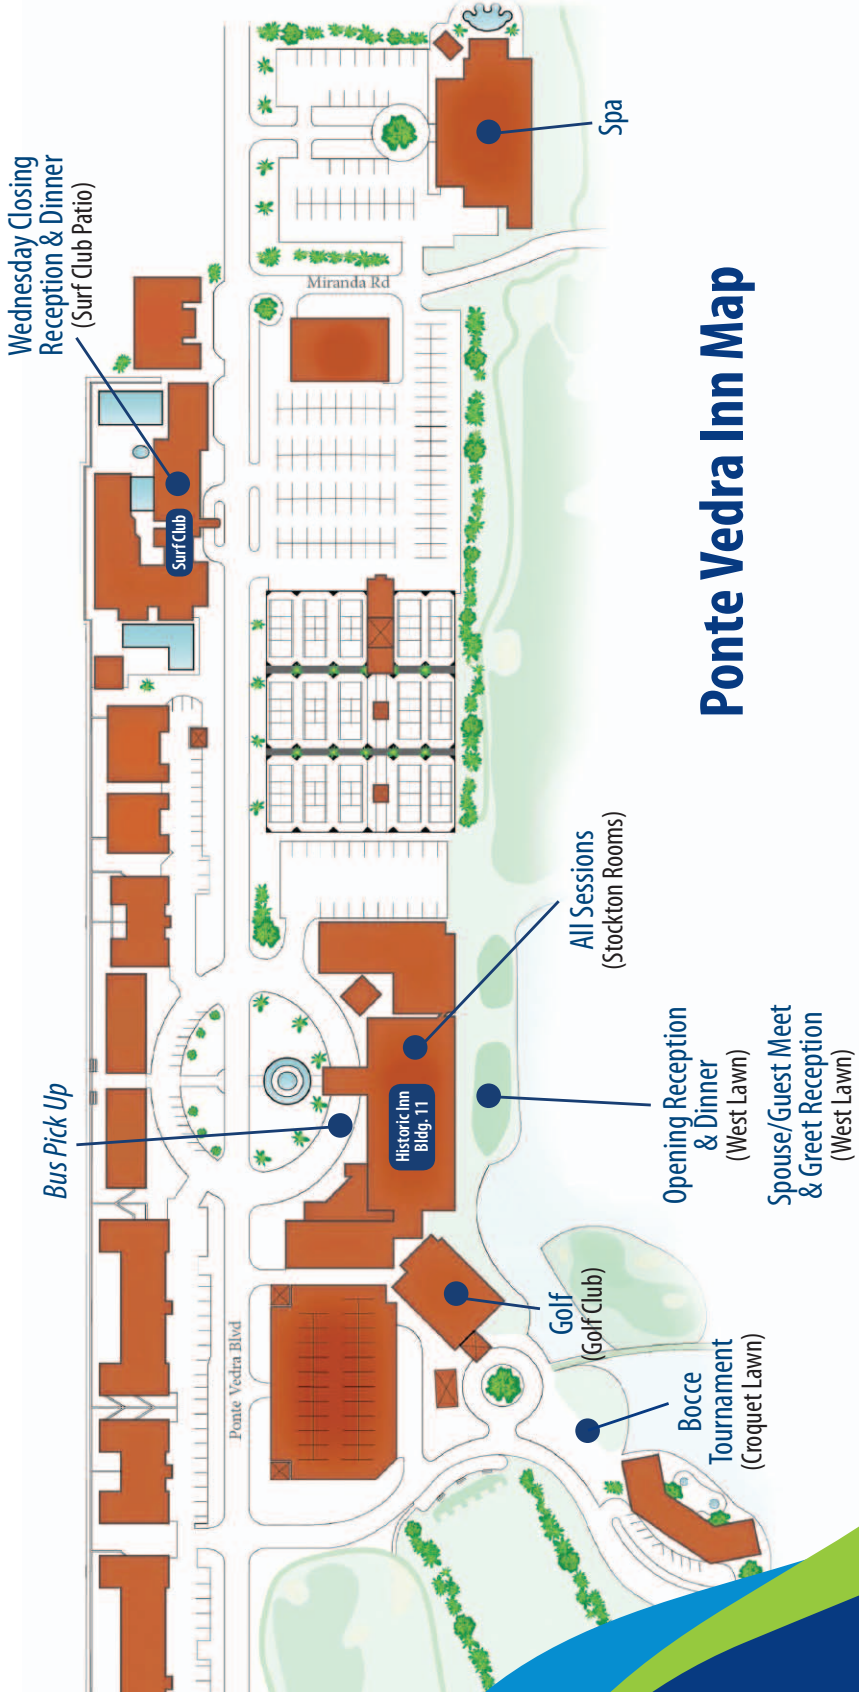 Ponte Vedra Inn Map
Bus Pick Up
Wednesday Closing
Reception & Dinner
(Surf Club Patio)
Surf Club
Ponte Vedra Blvd
Miranda Rd
Historic Inn
Bldg. 11
Spa
Golf
(Golf Club)
All Sessions
(Stockton Rooms)
Bocce
Tournament
(Croquet Lawn)
Opening Reception
& Dinner
(West Lawn)
Spouse/Guest Meet
& Greet Reception
(West Lawn)